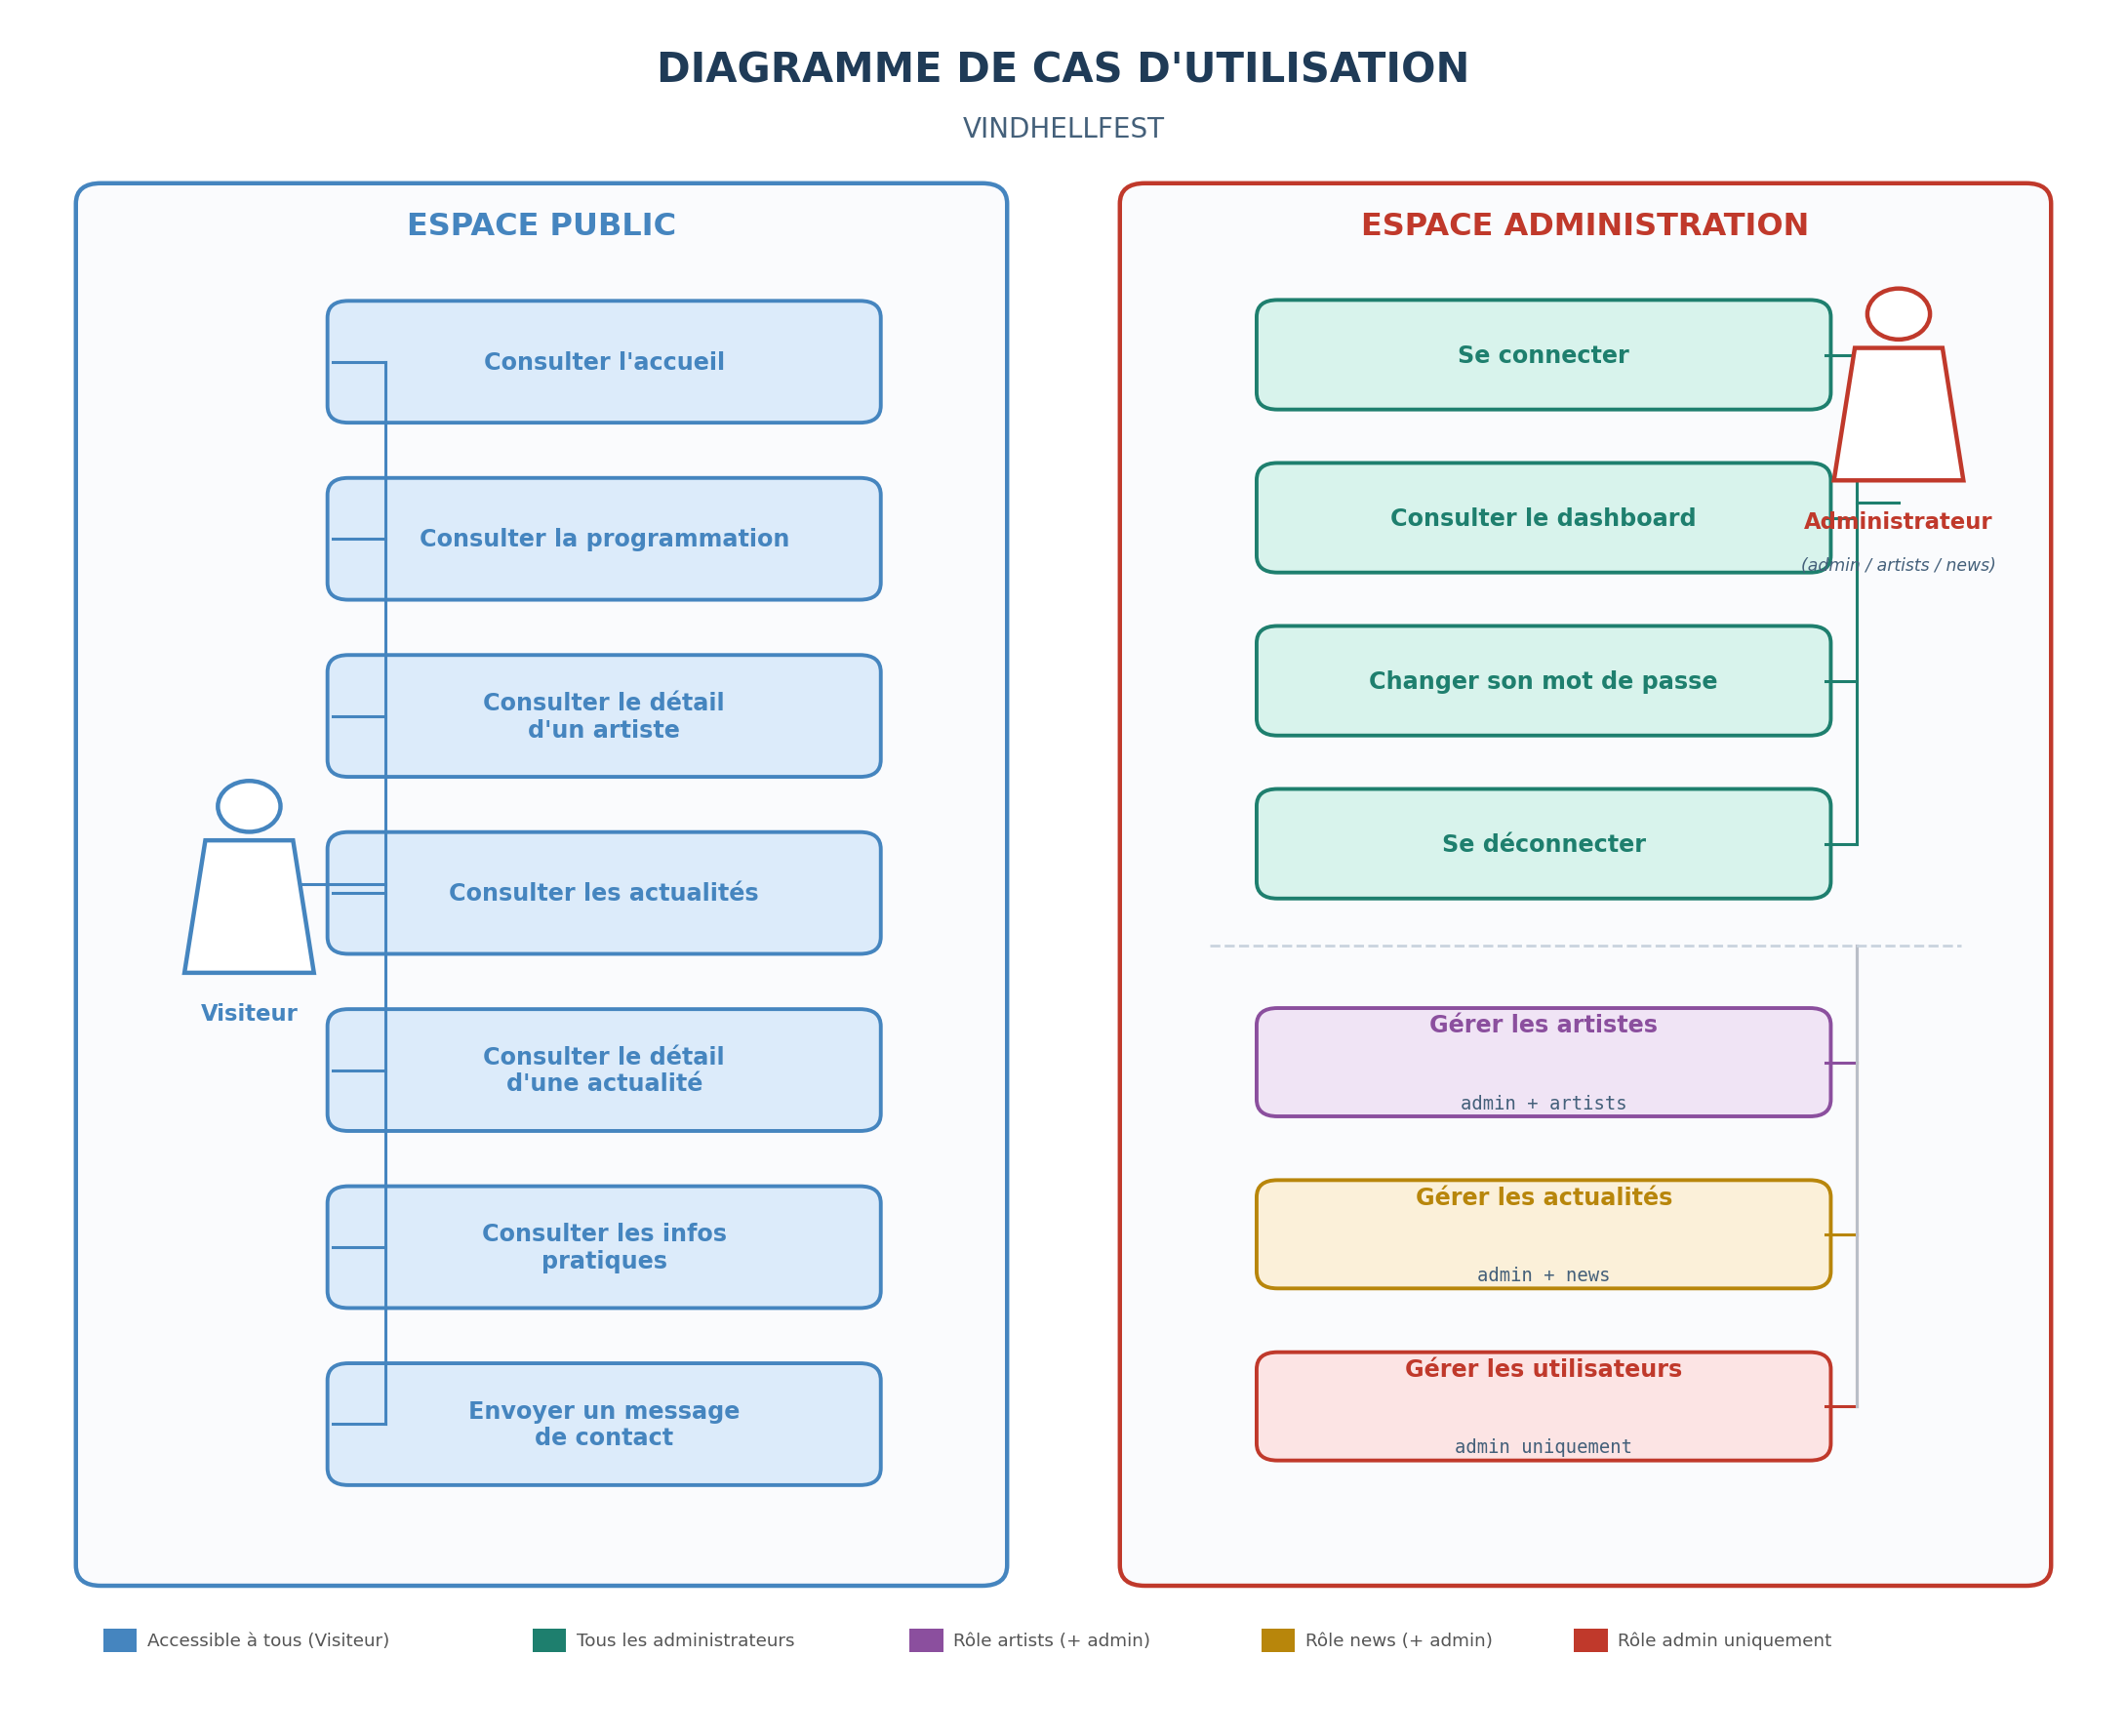 DIAGRAMME DE CAS D'UTILISATION
VINDHELLFEST
ESPACE PUBLIC
Consulter l'accueil
Consulter la programmation
Consulter le détail
d'un artiste
Consulter les actualités
Visiteur
Consulter le détail
d'une actualité
Consulter les infos
pratiques
Envoyer un message
de contact
ESPACE ADMINISTRATION
Se connecter
Consulter le dashboard
Administrateur
(admin / artists / news)
Changer son mot de passe
Se déconnecter
Gérer les artistes
admin + artists
Gérer les actualités
admin + news
Gérer les utilisateurs
admin uniquement
Accessible à tous (Visiteur)
Tous les administrateurs
Rôle artists (+ admin)
Rôle news (+ admin)
Rôle admin uniquement